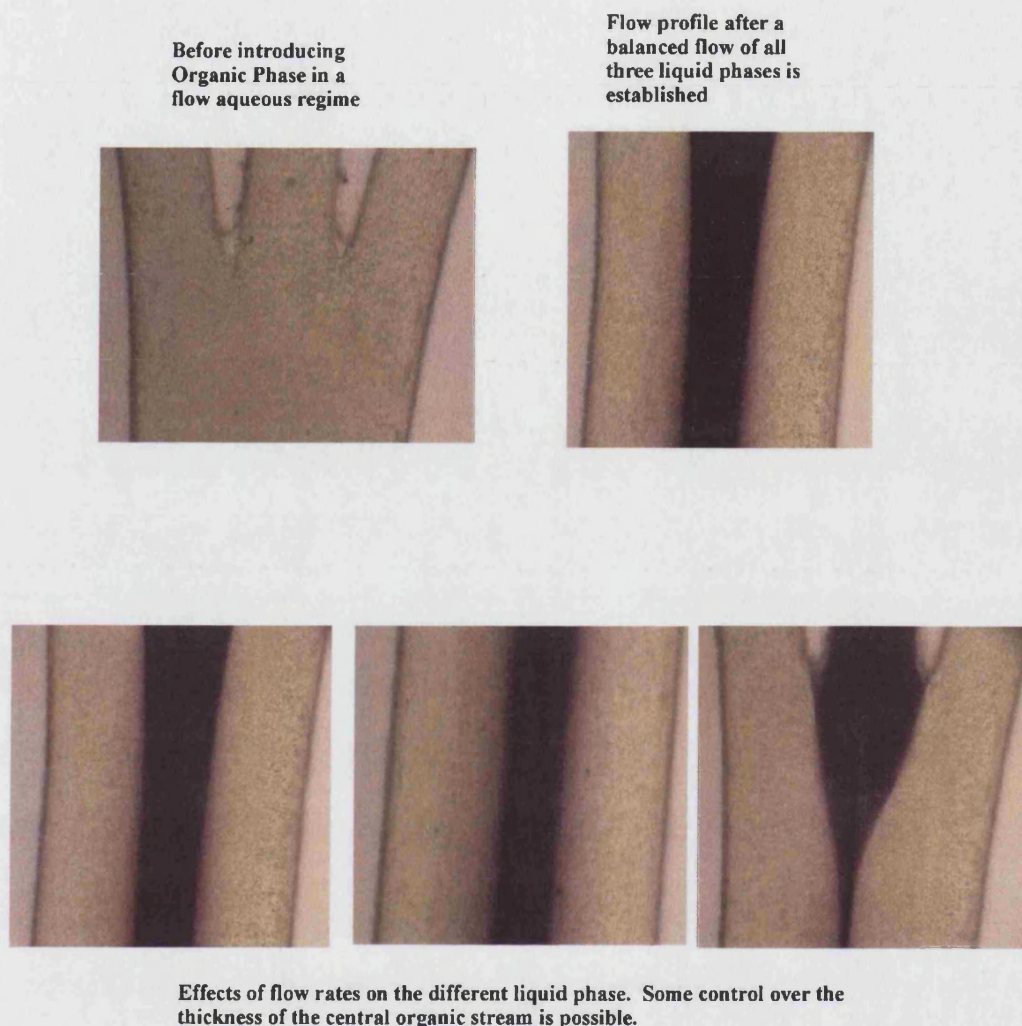 Before introducing
Organic Phase in a
flow aqueous regime
Flow profile after a
balanced flow of all
three liquid phases is
established
Effects of flow rates on the different liquid phase. Some control over the
thickness of the central organic stream is possible.